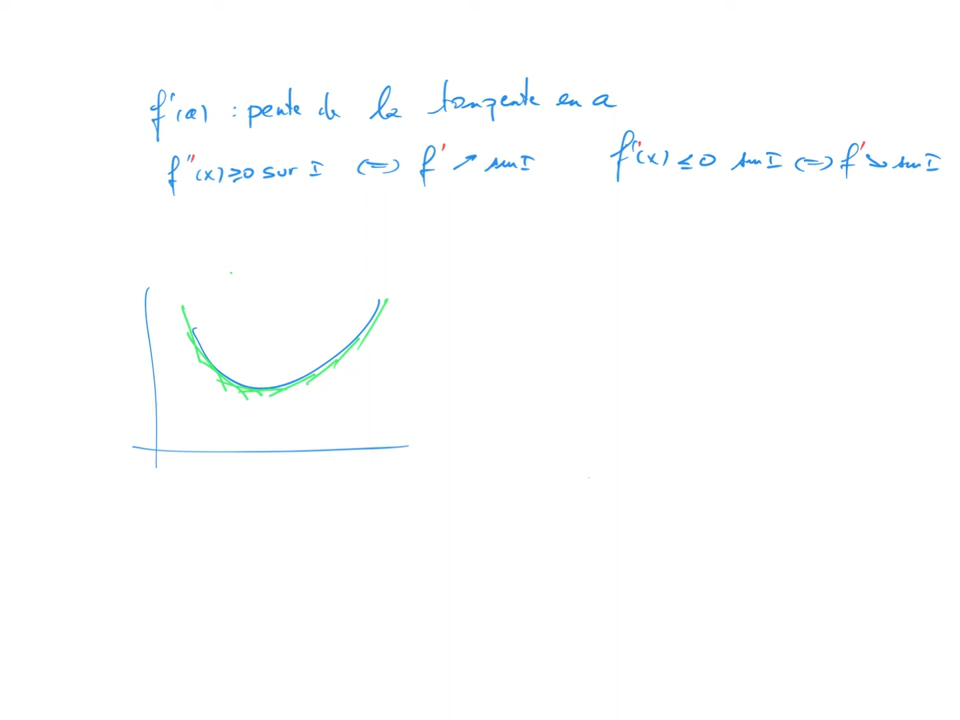 f'(a) : pente de la tangente en a
f''(x) ≥ 0 sur I ⟺ f' ↗ sur I f''(x) ≤ 0 sur I ⟺ f' ↘ sur I